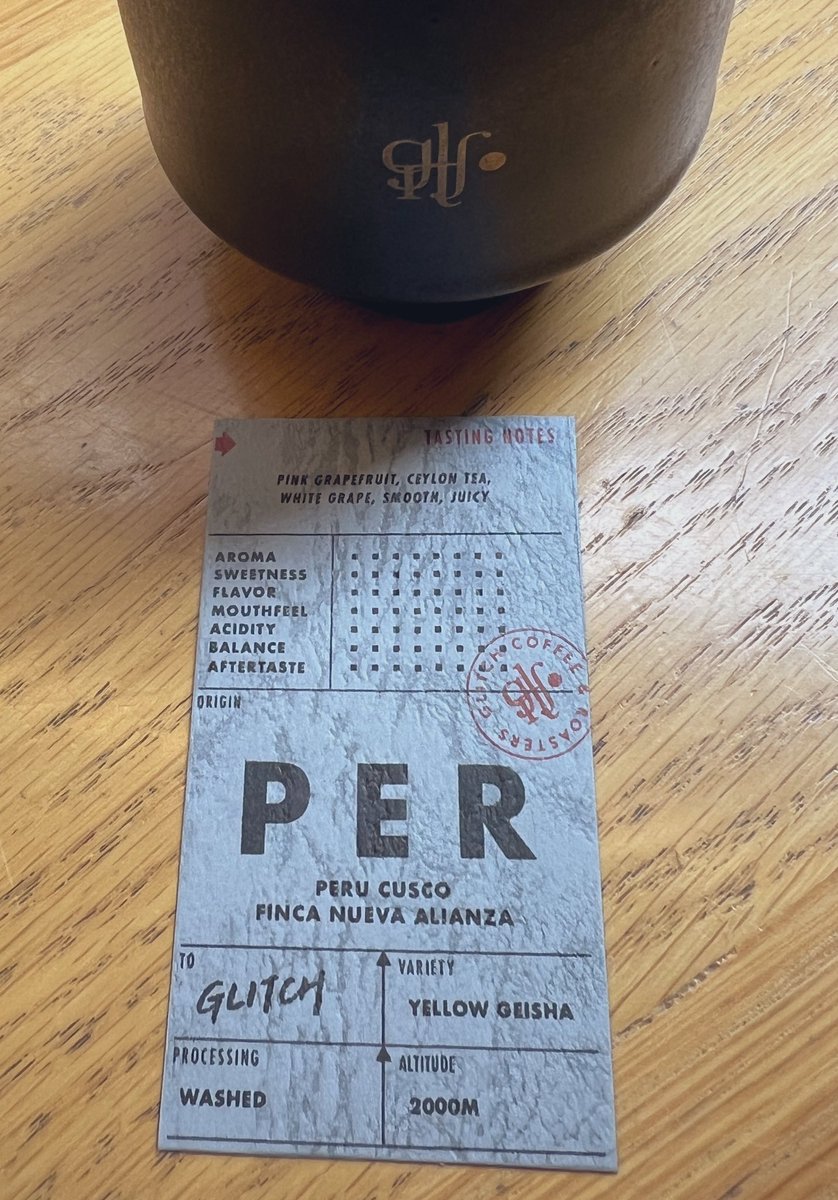 TASTING NOTES
PINK GRAPEFRUIT, CEYLON TEA,
WHITE GRAPE, SMOOTH, JUICY
AROMA
SWEETNESS
FLAVOR
MOUTHFEEL
ACIDITY
BALANCE
AFTERTASTE
GLITCH COFFEE & ROASTERS
ORIGIN
PER
PERU CUSCO
FINCA NUEVA ALIANZA
TO
GLITCH
VARIETY
YELLOW GEISHA
PROCESSING
WASHED
ALTITUDE
2000M